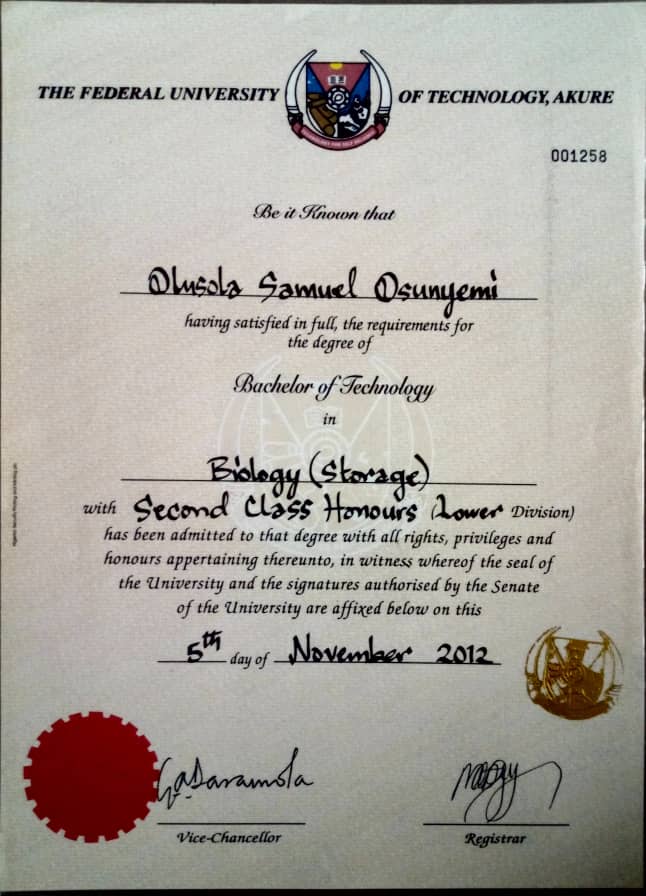 THE FEDERAL UNIVERSITY OF TECHNOLOGY, AKURE
001258
Be it Known that
Olusola Samuel Osunyemi
having satisfied in full, the requirements for
the degree of
Bachelor of Technology
in
Biology (Storage)
with Second Class Honours (Lower Division)
has been admitted to that degree with all rights, privileges and
honours appertaining thereunto, in witness whereof the seal of
the University and the signatures authorised by the Senate
of the University are affixed below on this
5th day of November 2012
Vice-Chancellor
Registrar